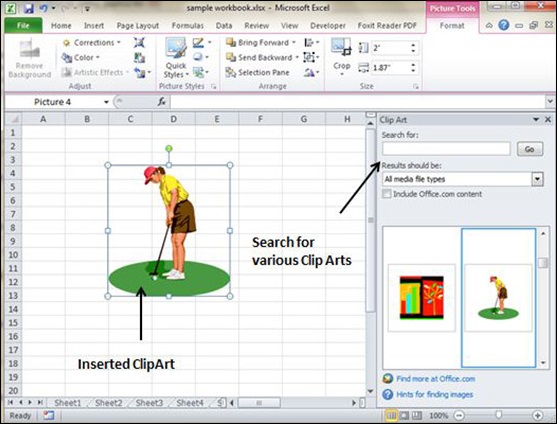 sample workbook.xlsx - Microsoft Excel
Picture Tools
File
Home
Insert
Page Layout
Formulas
Data
Review
View
Developer
Foxit Reader PDF
Format
Remove
Background
Corrections
Color
Artistic Effects
Adjust
Quick
Styles
Picture Styles
Bring Forward
Send Backward
Selection Pane
Arrange
Crop
2"
1.87"
Size
Picture 4
fx
A B C D E F G H
1
2
3
4
5
6
7
8
9
10
11
12
13
14
15
16
17
18
19
20
Clip Art
Search for:
Go
Results should be:
All media file types
Include Office.com content
Search for
various Clip Arts
Inserted ClipArt
Find more at Office.com
Hints for finding images
Sheet1
Sheet2
Sheet3
Sheet4
Ready
100%